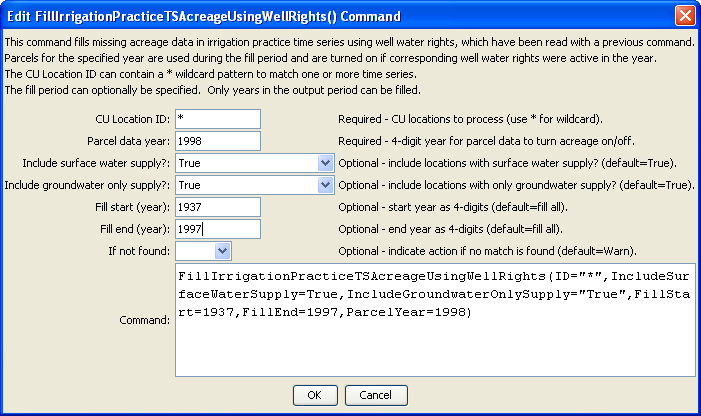 Edit FillIrrigationPracticeTSAcreageUsingWellRights() Command
This command fills missing acreage data in irrigation practice time series using well water rights, which have been read with a previous command.
Parcels for the specified year are used during the fill period and are turned on if corresponding well water rights were active in the year.
The CU Location ID can contain a * wildcard pattern to match one or more time series.
The fill period can optionally be specified. Only years in the output period can be filled.
CU Location ID: * Required - CU locations to process (use * for wildcard).
Parcel data year: 1998 Required - 4-digit year for parcel data to turn acreage on/off.
Include surface water supply?: True Optional - include locations with surface water supply? (default=True).
Include groundwater only supply?: True Optional - include locations with only groundwater supply? (default=True).
Fill start (year): 1937 Optional - start year as 4-digits (default=fill all).
Fill end (year): 1997 Optional - end year as 4-digits (default=fill all).
If not found: Optional - indicate action if no match is found (default=Warn).
Command:
FillIrrigationPracticeTSAcreageUsingWellRights(ID="*",IncludeSur
faceWaterSupply=True,IncludeGroundwaterOnlySupply="True",FillSta
rt=1937,FillEnd=1997,ParcelYear=1998)
OK Cancel